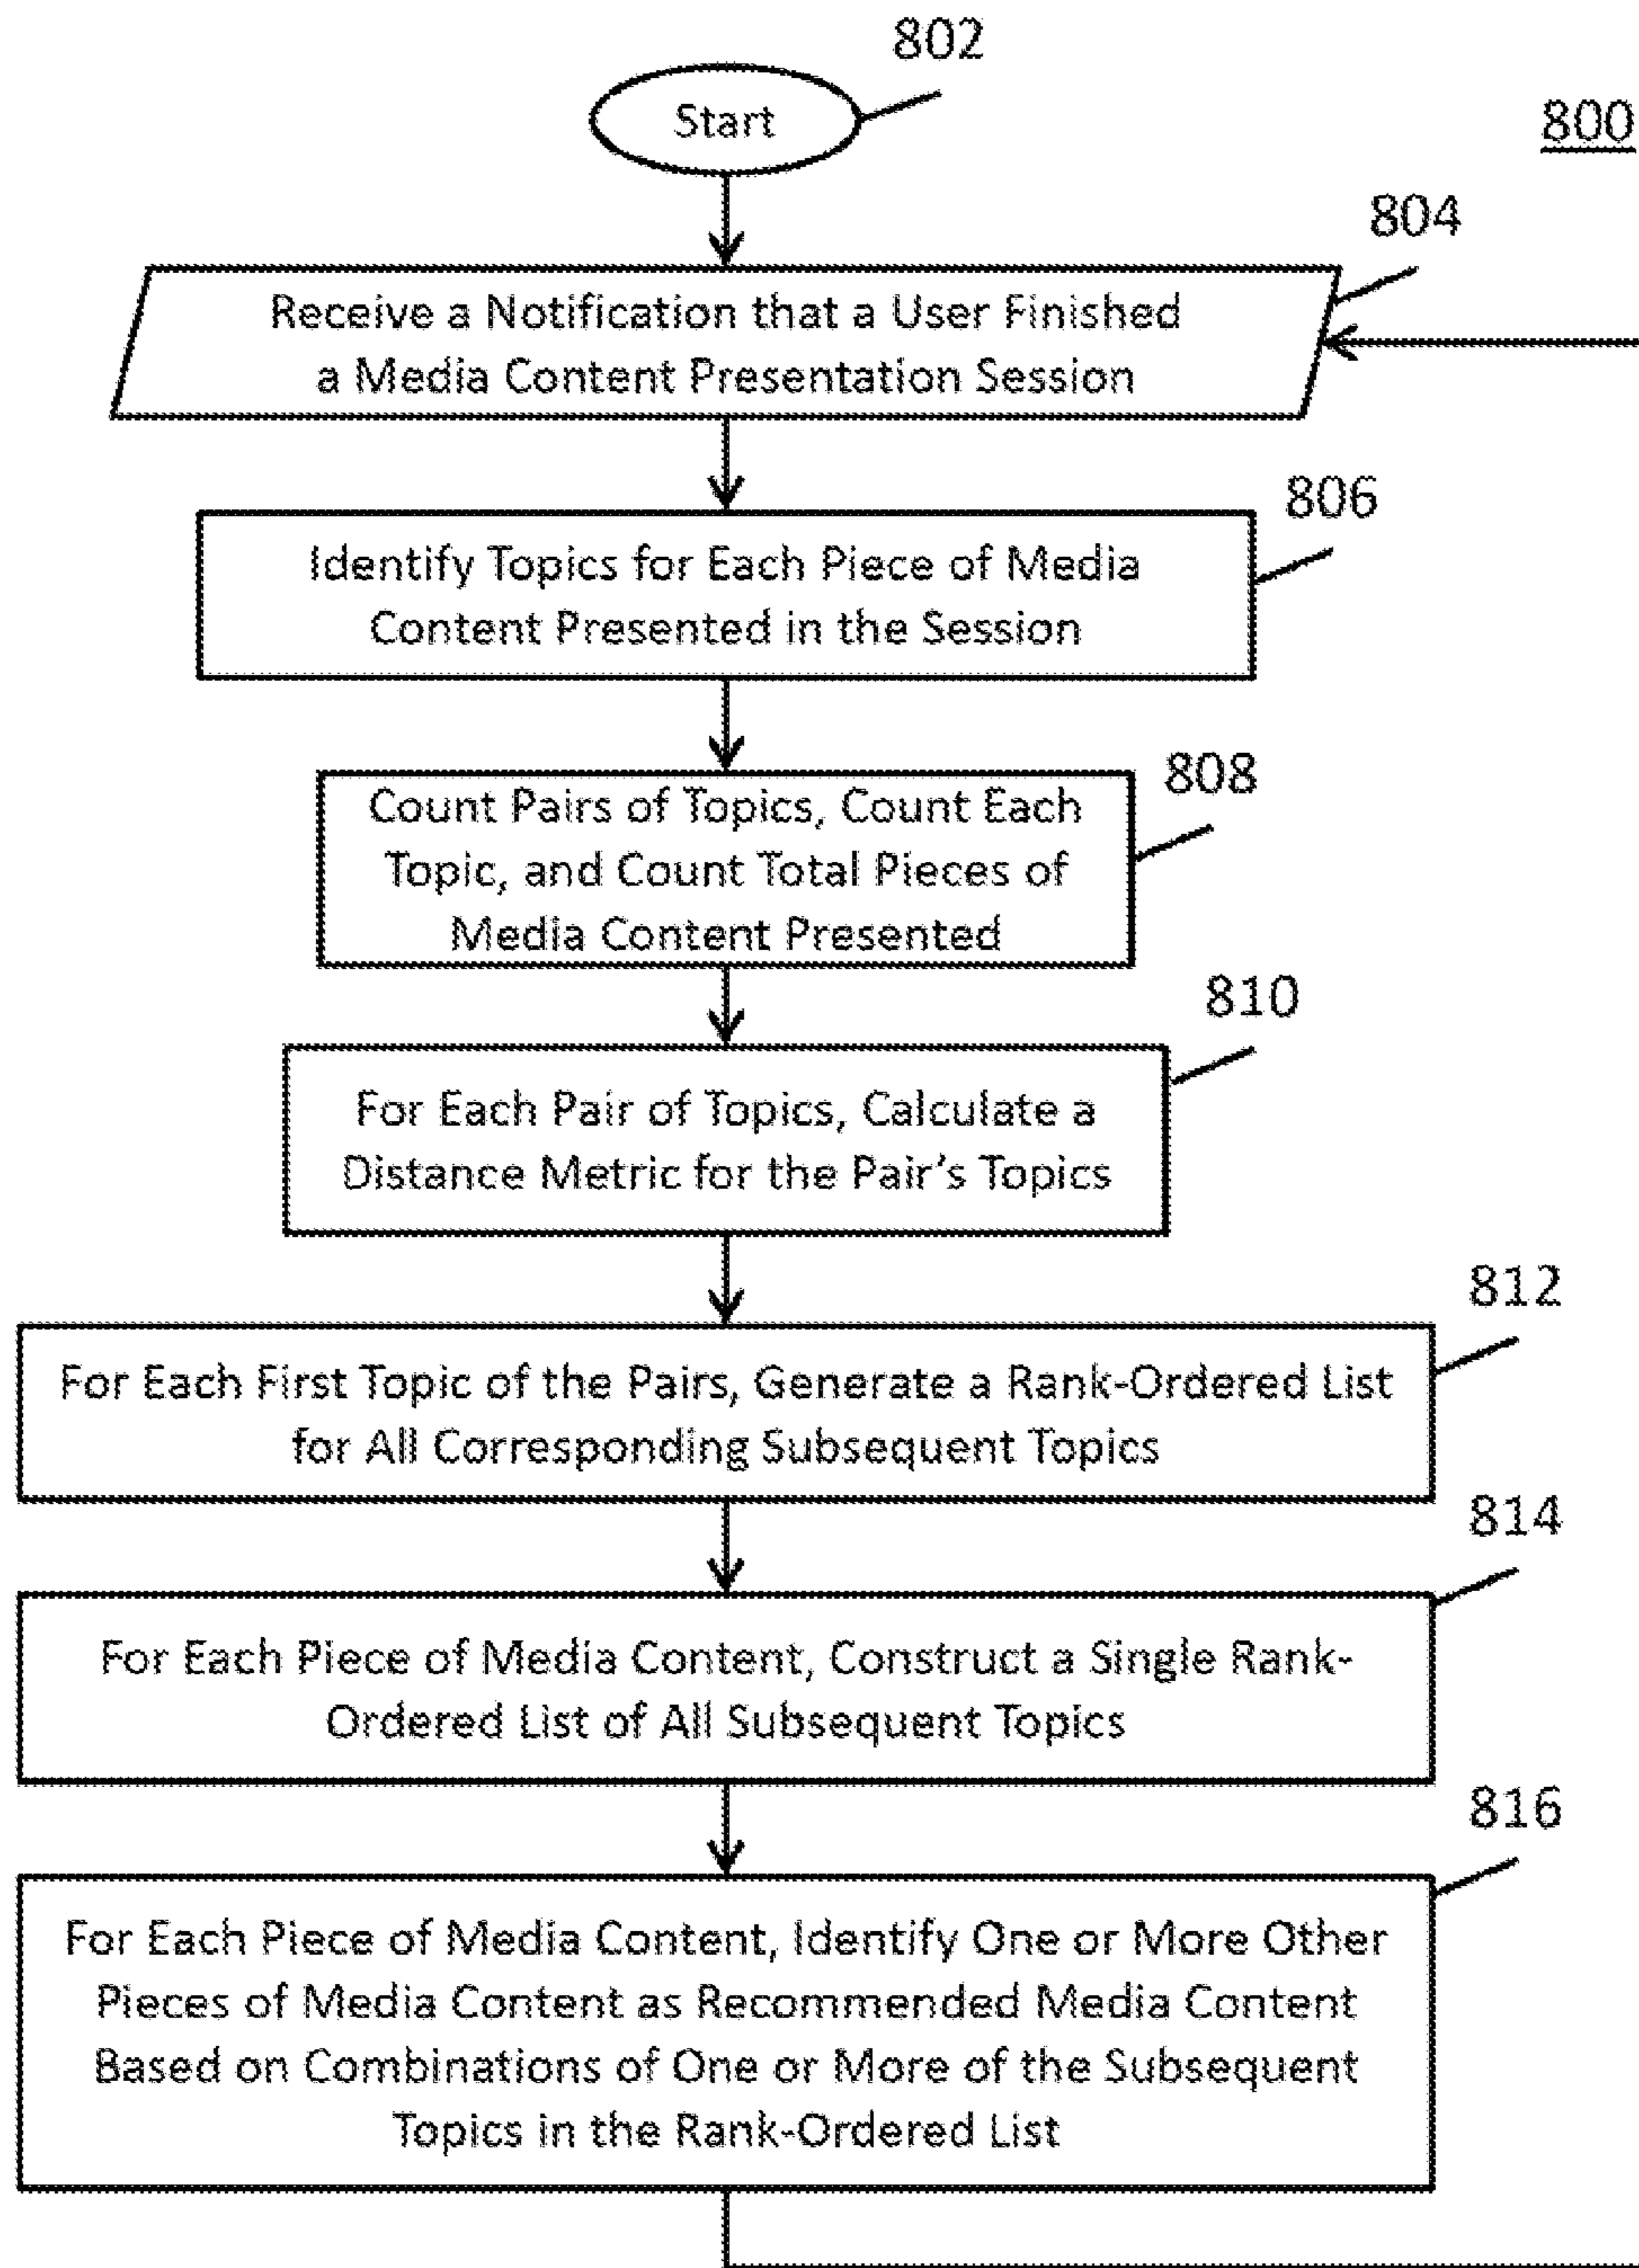 802
Start
800
804
Receive a Notification that a User Finished
a Media Content Presentation Session
806
Identify Topics for Each Piece of Media
Content Presented in the Session
808
Count Pairs of Topics, Count Each
Topic, and Count Total Pieces of
Media Content Presented
810
For Each Pair of Topics, Calculate a
Distance Metric for the Pair's Topics
812
For Each First Topic of the Pairs, Generate a Rank-Ordered List
for All Corresponding Subsequent Topics
814
For Each Piece of Media Content, Construct a Single Rank-
Ordered List of All Subsequent Topics
816
For Each Piece of Media Content, Identify One or More Other
Pieces of Media Content as Recommended Media Content
Based on Combinations of One or More of the Subsequent
Topics in the Rank-Ordered List